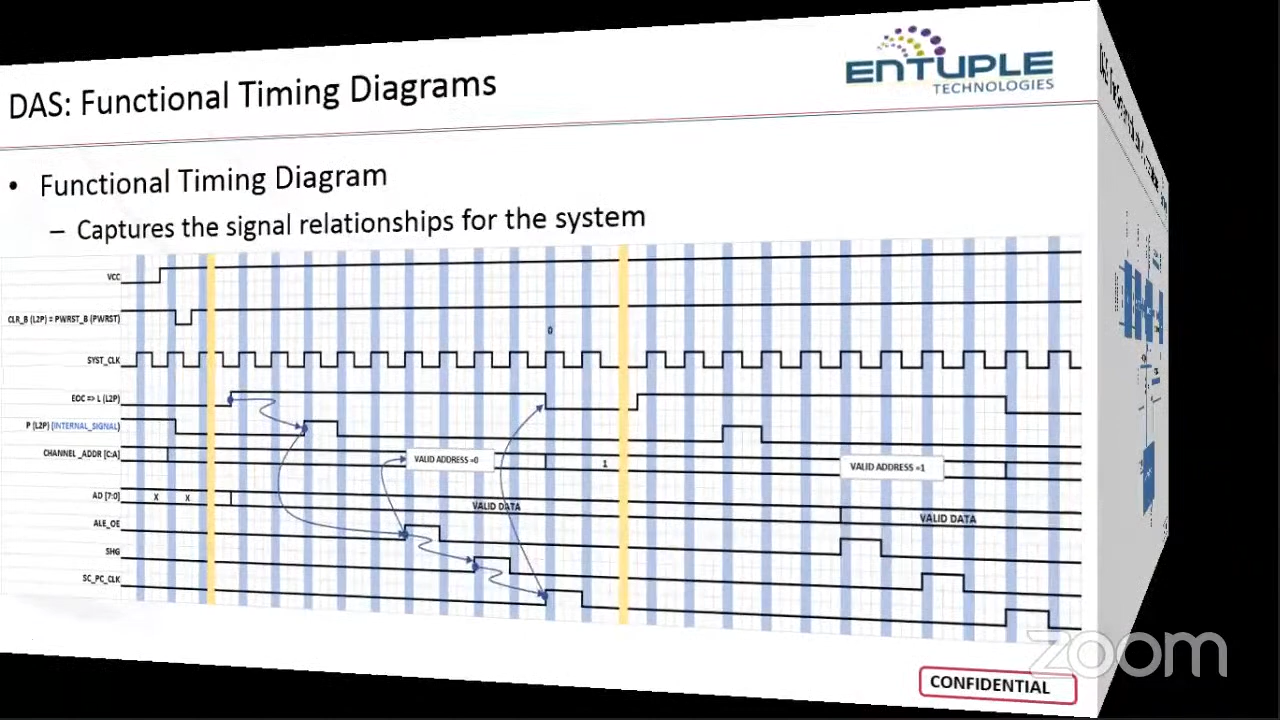 DAS: Functional Timing Diagrams
ENTUPLE
TECHNOLOGIES
• Functional Timing Diagram
– Captures the signal relationships for the system
VCC
CLR_B (L2P) = PWRST_B (PWRST)
0
SYST_CLK
EOC => L (L2P)
P (L2P) (INTERNAL_SIGNAL)
CHANNEL_ADDR [C:A]
VALID ADDRESS =0
1
VALID ADDRESS =1
AD [7:0]
X X
VALID DATA
VALID DATA
ALE_OE
SHG
SC_PC_CLK
zoom
CONFIDENTIAL